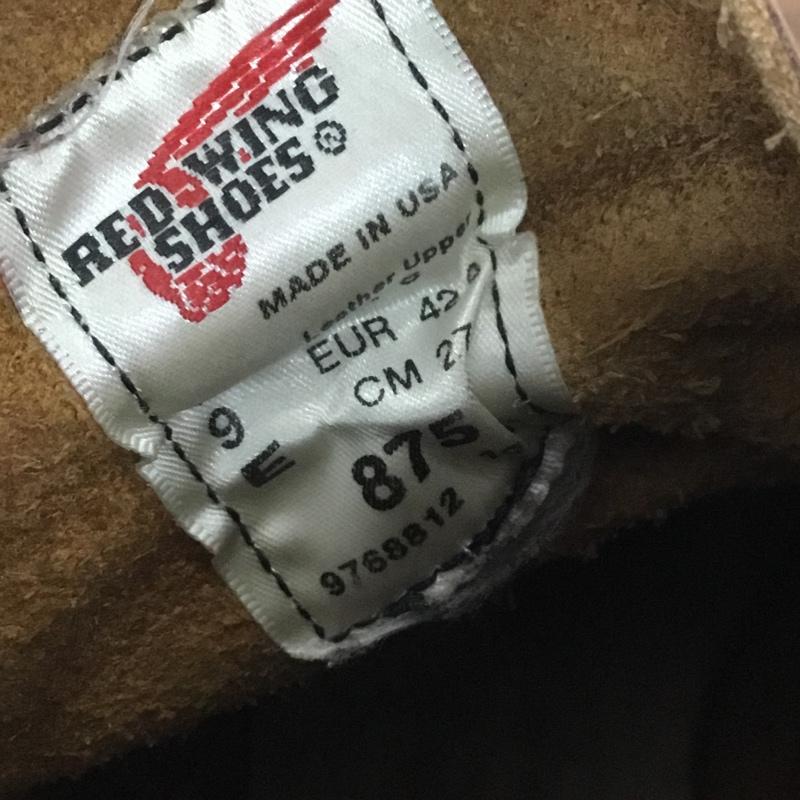 RED WING
SHOES®
MADE IN USA
Leather Upper
EUR 42
CM 27
9
E
875
9768812